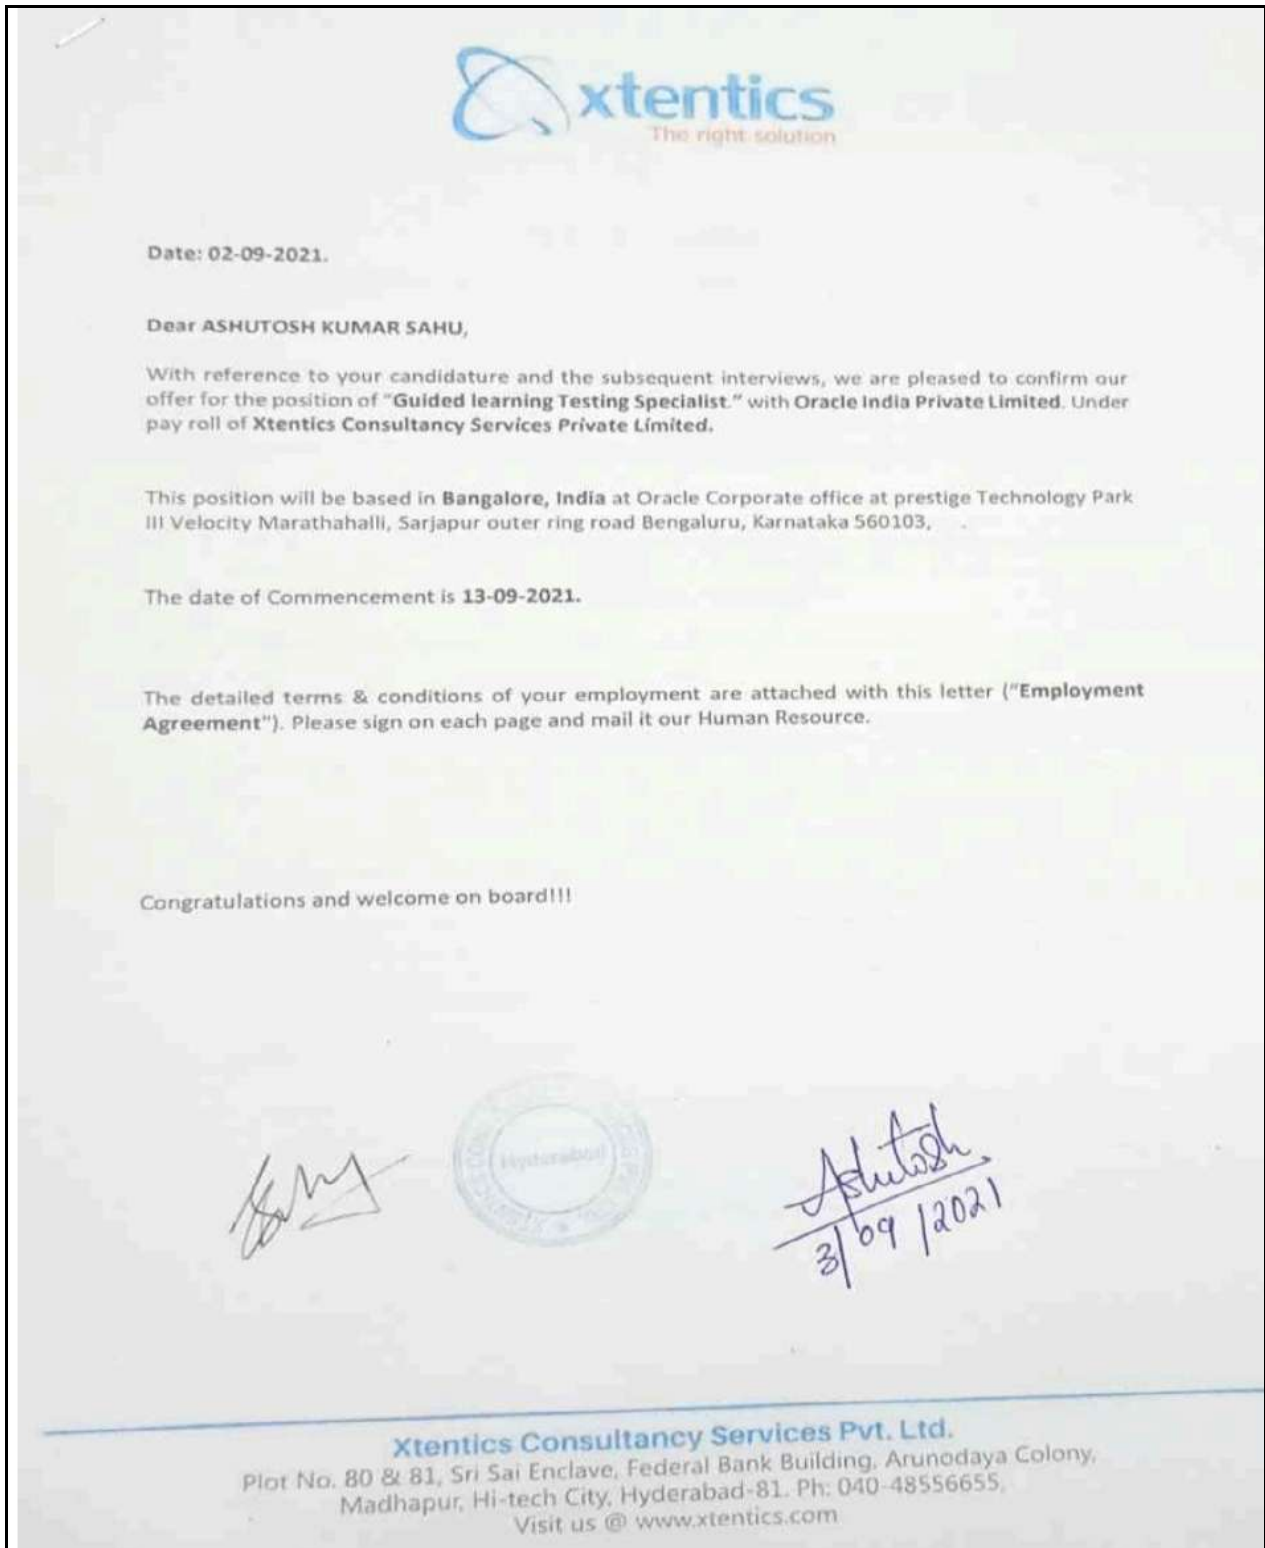 xtentics
The right solution
Date: 02-09-2021.
Dear ASHUTOSH KUMAR SAHU,
With reference to your candidature and the subsequent interviews, we are pleased to confirm our
offer for the position of "Guided learning Testing Specialist." with Oracle India Private Limited. Under
pay roll of Xtentics Consultancy Services Private Limited.
This position will be based in Bangalore, India at Oracle Corporate office at prestige Technology Park
III Velocity Marathahalli, Sarjapur outer ring road Bengaluru, Karnataka 560103,
The date of Commencement is 13-09-2021.
The detailed terms & conditions of your employment are attached with this letter ("Employment
Agreement"). Please sign on each page and mail it our Human Resource.
Congratulations and welcome on board!!!
Hyderabad
Ashutosh
3/09/2021
Xtentics Consultancy Services Pvt. Ltd.
Plot No. 80 & 81, Sri Sai Enclave, Federal Bank Building, Arunodaya Colony,
Madhapur, Hi-tech City, Hyderabad-81. Ph: 040-48556655,
Visit us @ www.xtentics.com